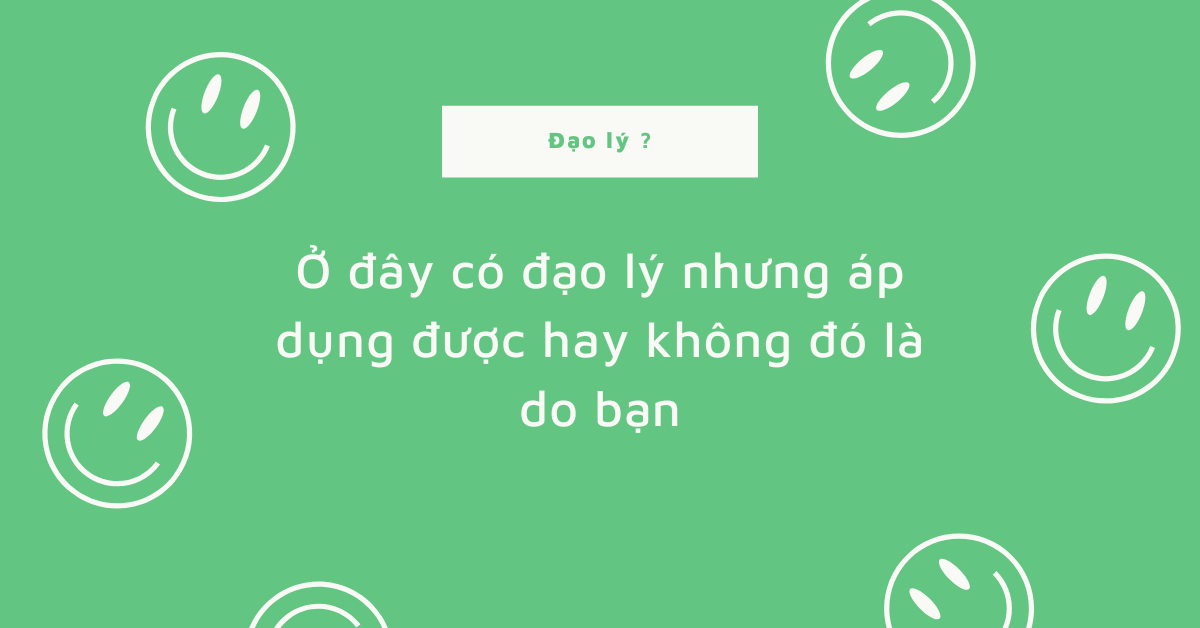 Đạo lý ?
Ở đây có đạo lý nhưng áp
dụng được hay không đó là
do bạn